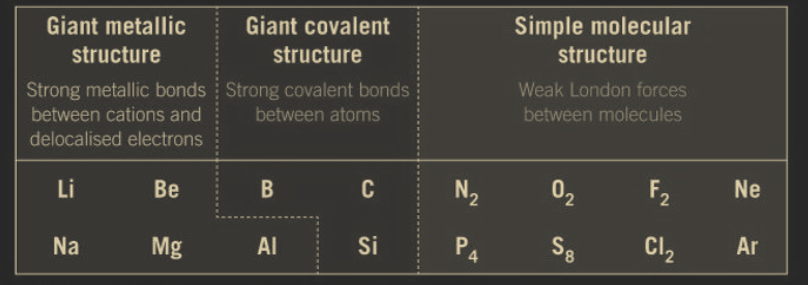 Giant metallic
structure
Strong metallic bonds
between cations and
delocalised electrons
Giant covalent
structure
Strong covalent bonds
between atoms
Simple molecular
structure
Weak London forces
between molecules
Li Be B C N₂ O₂ F₂ Ne
Na Mg Al Si P₄ S₈ Cl₂ Ar